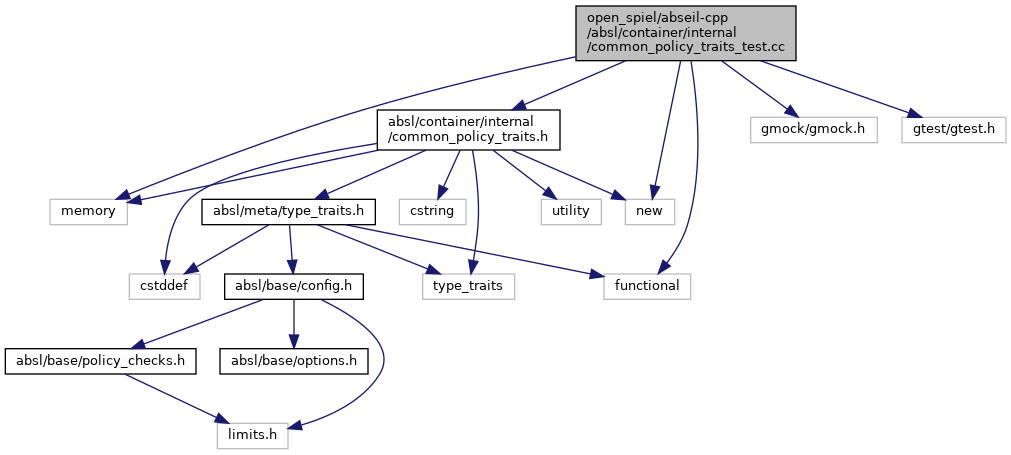 open_spiel/abseil-cpp
/absl/container/internal
/common_policy_traits_test.cc
absl/container/internal
/common_policy_traits.h
gmock/gmock.h
gtest/gtest.h
memory
absl/meta/type_traits.h
cstring
utility
new
cstddef
absl/base/config.h
type_traits
functional
absl/base/policy_checks.h
absl/base/options.h
limits.h